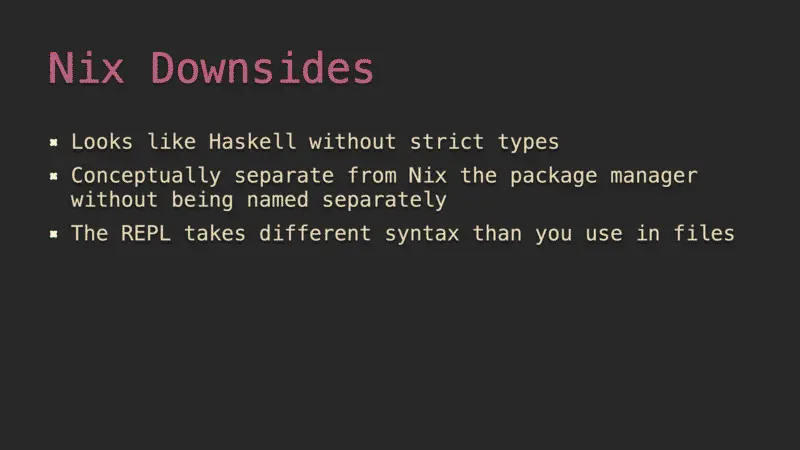 Nix Downsides
Looks like Haskell without strict types
Conceptually separate from Nix the package manager
without being named separately
The REPL takes different syntax than you use in files